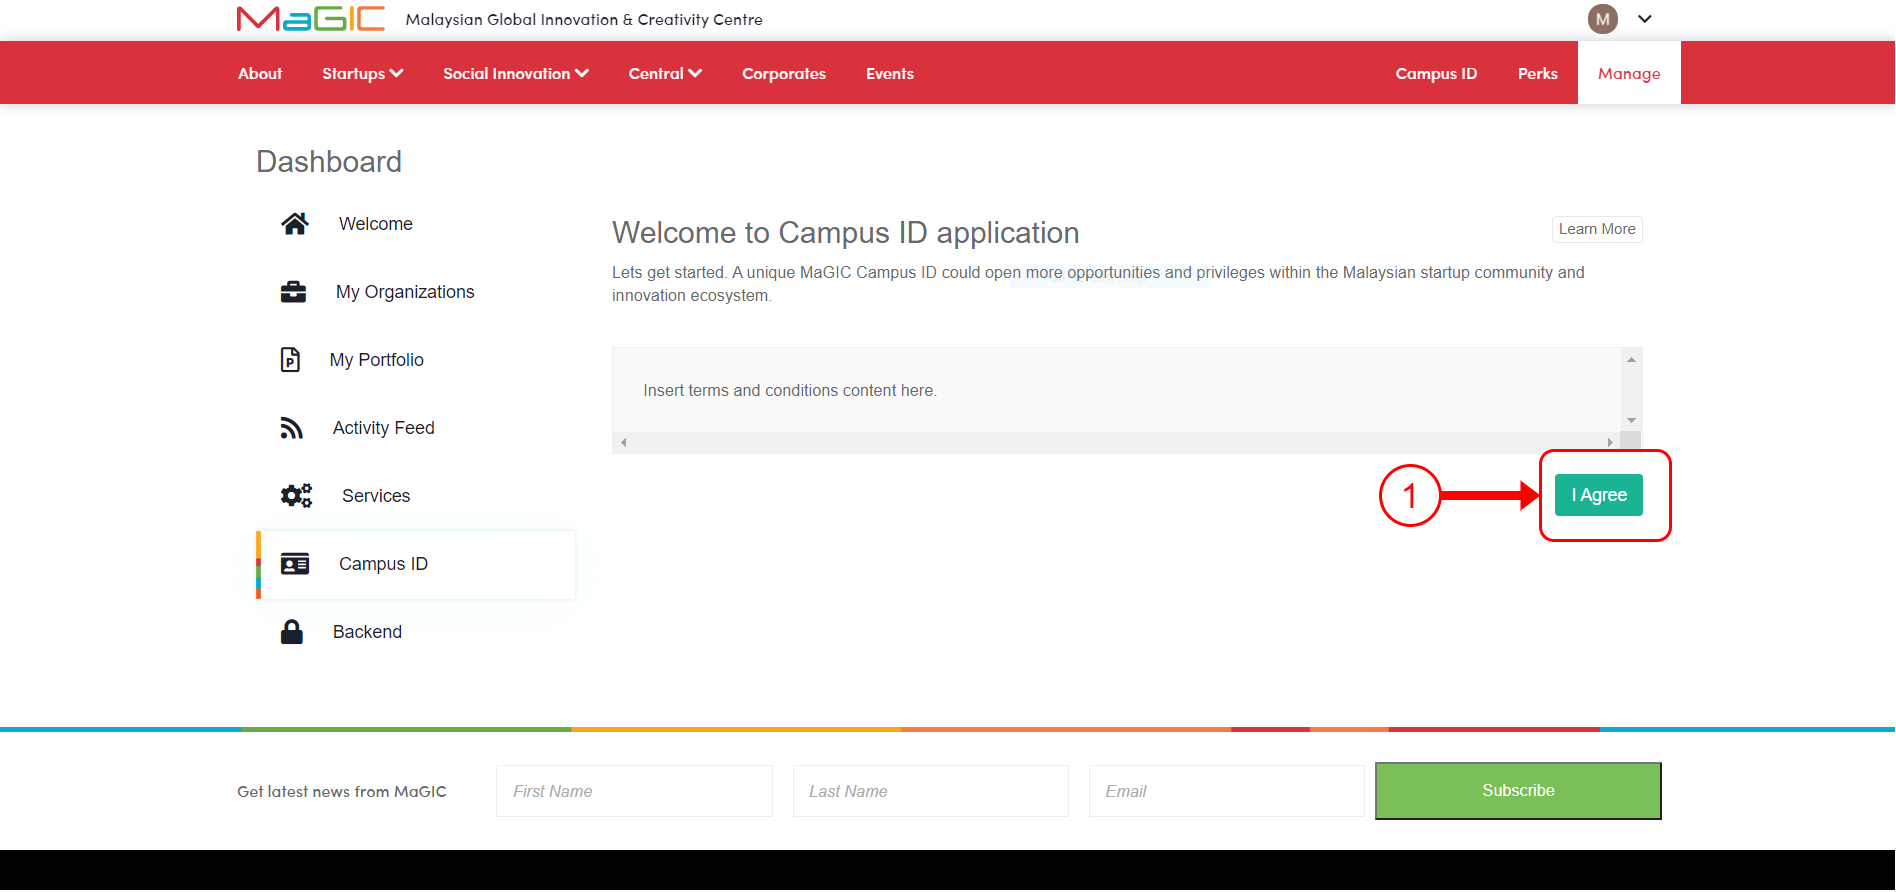 MaGIC Malaysian Global Innovation & Creativity Centre M
About Startups Social Innovation Central Corporates Events Campus ID Perks Manage
Dashboard
Welcome
My Organizations
My Portfolio
Activity Feed
Services
Campus ID
Backend
Welcome to Campus ID application
Learn More
Lets get started. A unique MaGIC Campus ID could open more opportunities and privileges within the Malaysian startup community and
innovation ecosystem.
Insert terms and conditions content here.
1
I Agree
Get latest news from MaGIC First Name Last Name Email Subscribe